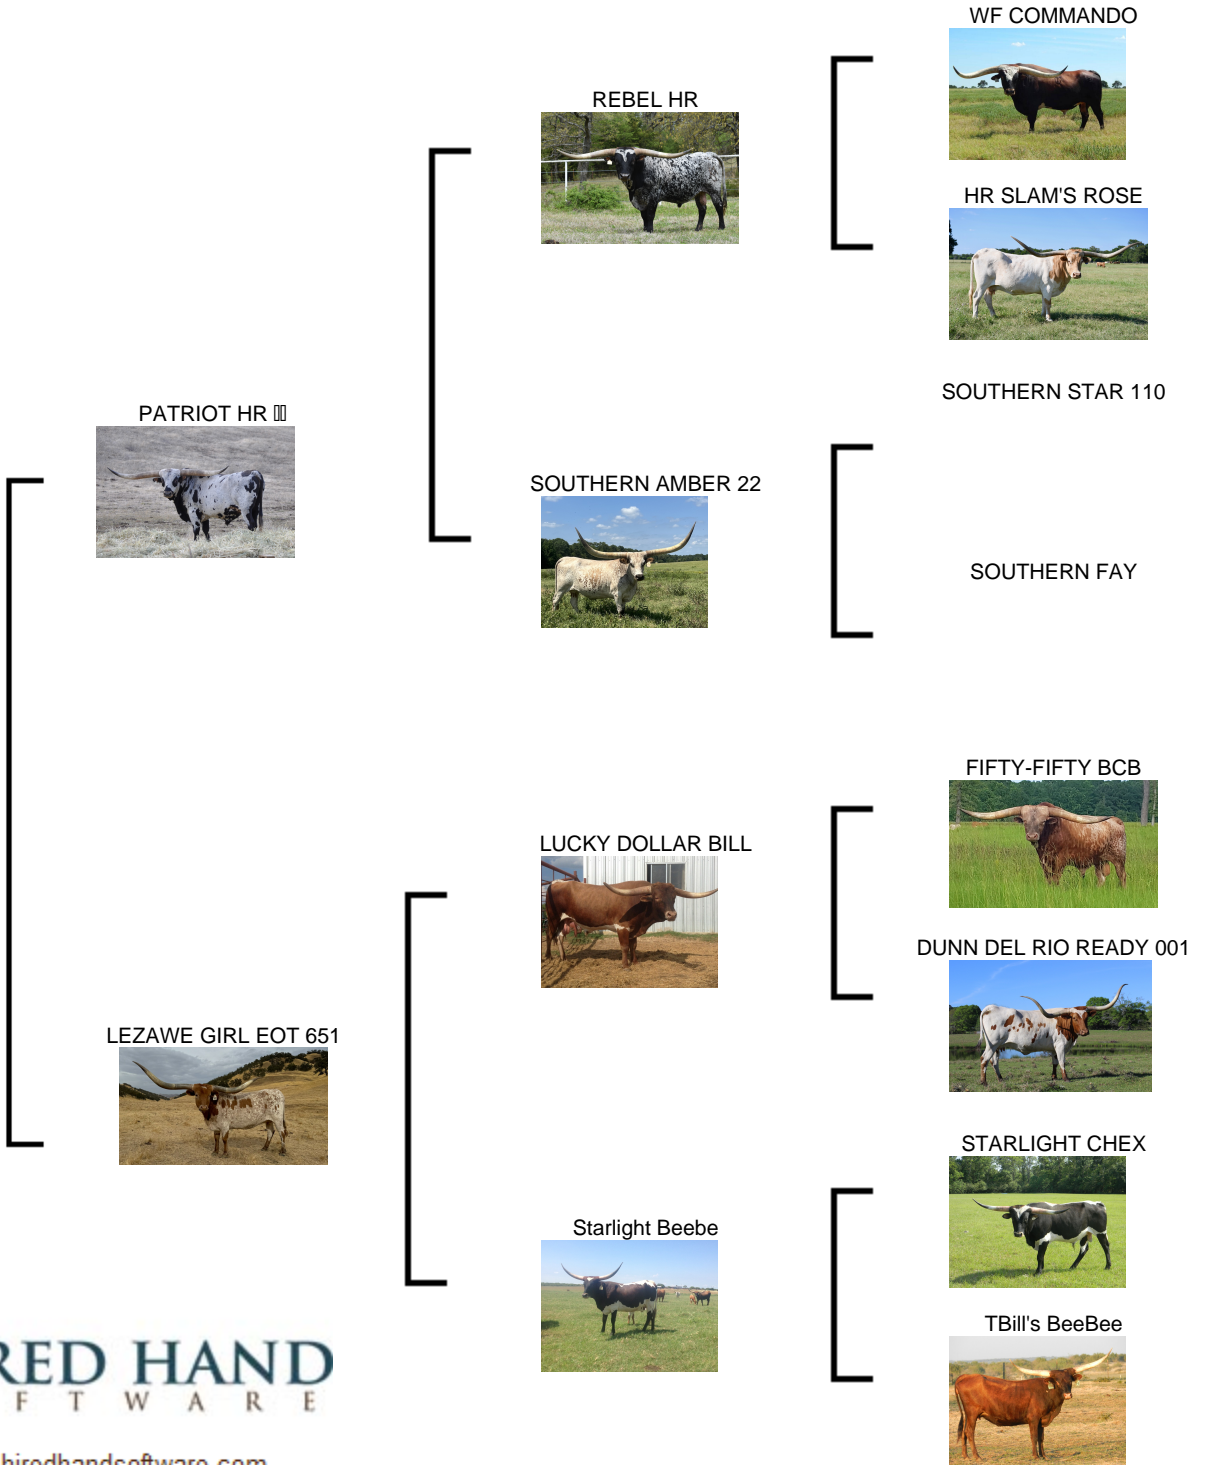 WF COMMANDO
REBEL HR
HR SLAM'S ROSE
SOUTHERN STAR 110
PATRIOT HR
SOUTHERN AMBER 22
SOUTHERN FAY
FIFTY-FIFTY BCB
LUCKY DOLLAR BILL
DUNN DEL RIO READY 001
LEZAWE GIRL EOT 651
STARLIGHT CHEX
Starlight Beebe
TBill's BeeBee
RED HAND
F T W A R E
hiredhandsoftware.com